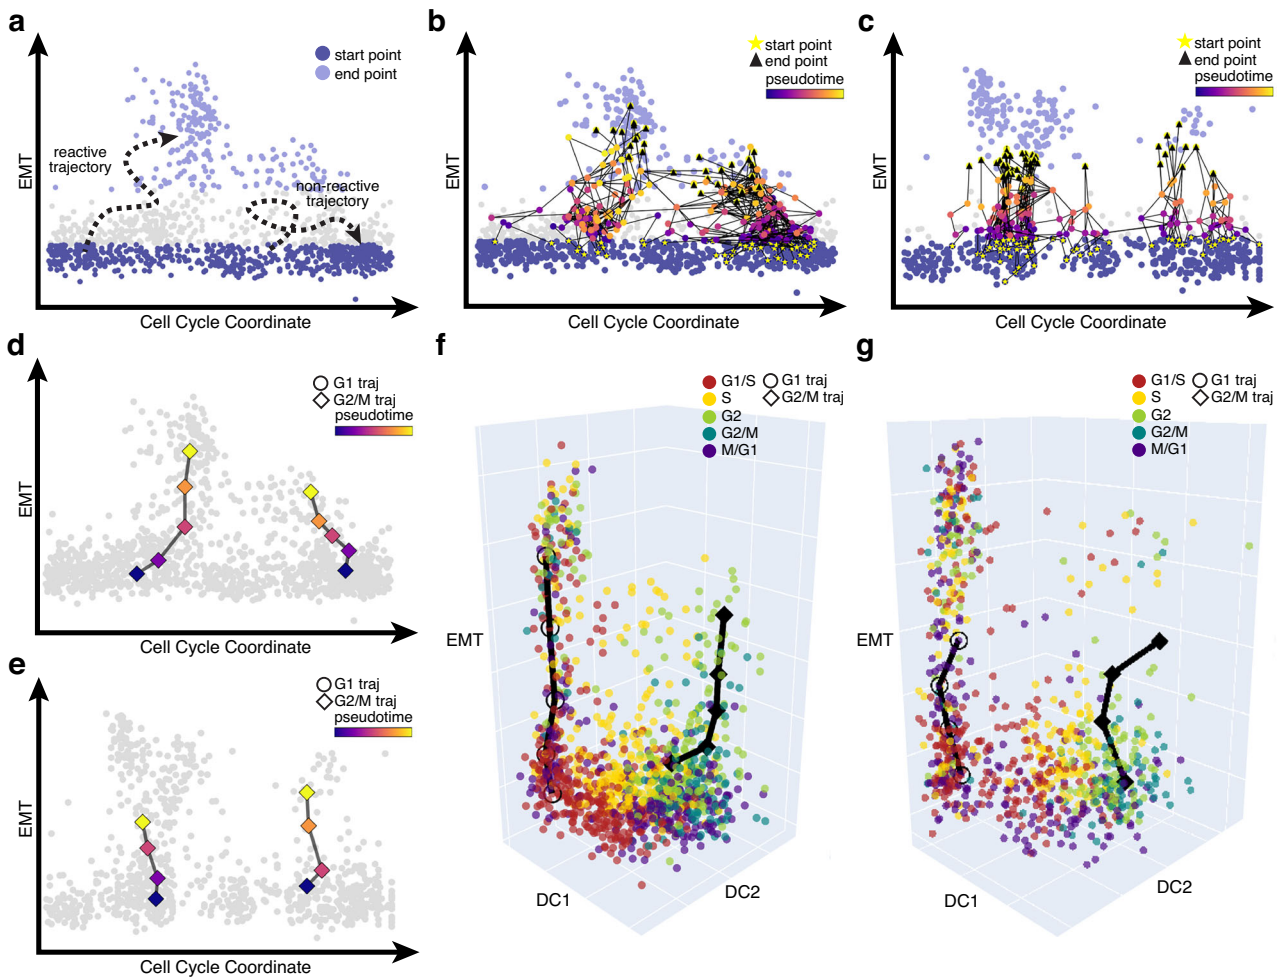 a
start point
end point
reactive
trajectory
non-reactive
trajectory
EMT
Cell Cycle Coordinate
b
start point
end point
pseudotime
EMT
Cell Cycle Coordinate
c
start point
end point
pseudotime
EMT
Cell Cycle Coordinate
d
G1 traj
G2/M traj
pseudotime
EMT
Cell Cycle Coordinate
e
G1 traj
G2/M traj
pseudotime
EMT
Cell Cycle Coordinate
f
G1/S
G1 traj
S
G2/M traj
G2
G2/M
M/G1
EMT
DC1
DC2
g
G1/S
G1 traj
S
G2/M traj
G2
G2/M
M/G1
EMT
DC1
DC2